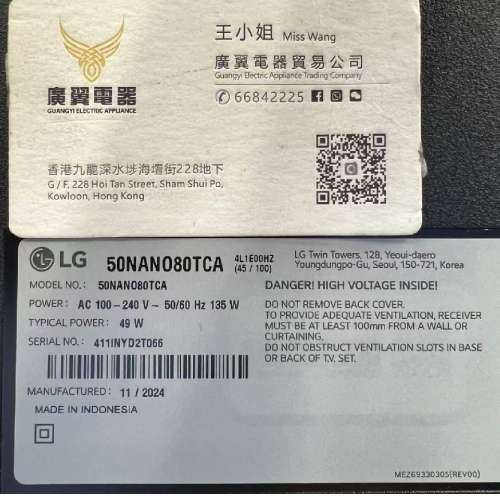 王小姐 Miss Wang
廣翼電器貿易公司
Guangyi Electric Appliance Trading Company
66842225
廣翼電器
GUANGYI ELECTRIC APPLIANCE
香港九龍深水埗海壇街228地下
G/F, 228 Hoi Tan Street, Sham Shui Po,
Kowloon, Hong Kong
LG 50NANO80TCA 4L1E00HZ
(45 / 100)
LG Twin Towers, 128, Yeoui-daero
Youngdungpo-Gu, Seoul, 150-721, Korea
MODEL NO.: 50NANO80TCA
POWER: AC 100-240 V~ 50/60 Hz 135 W
TYPICAL POWER: 49 W
SERIAL NO.: 411INYD2T066
MANUFACTURED: 11 / 2024
MADE IN INDONESIA
DANGER! HIGH VOLTAGE INSIDE!
DO NOT REMOVE BACK COVER.
TO PROVIDE ADEQUATE VENTILATION, RECEIVER
MUST BE AT LEAST 100mm FROM A WALL OR
CURTAINING.
DO NOT OBSTRUCT VENTILATION SLOTS IN BASE
OR BACK OF T.V. SET.
MEZ69330305(REV00)